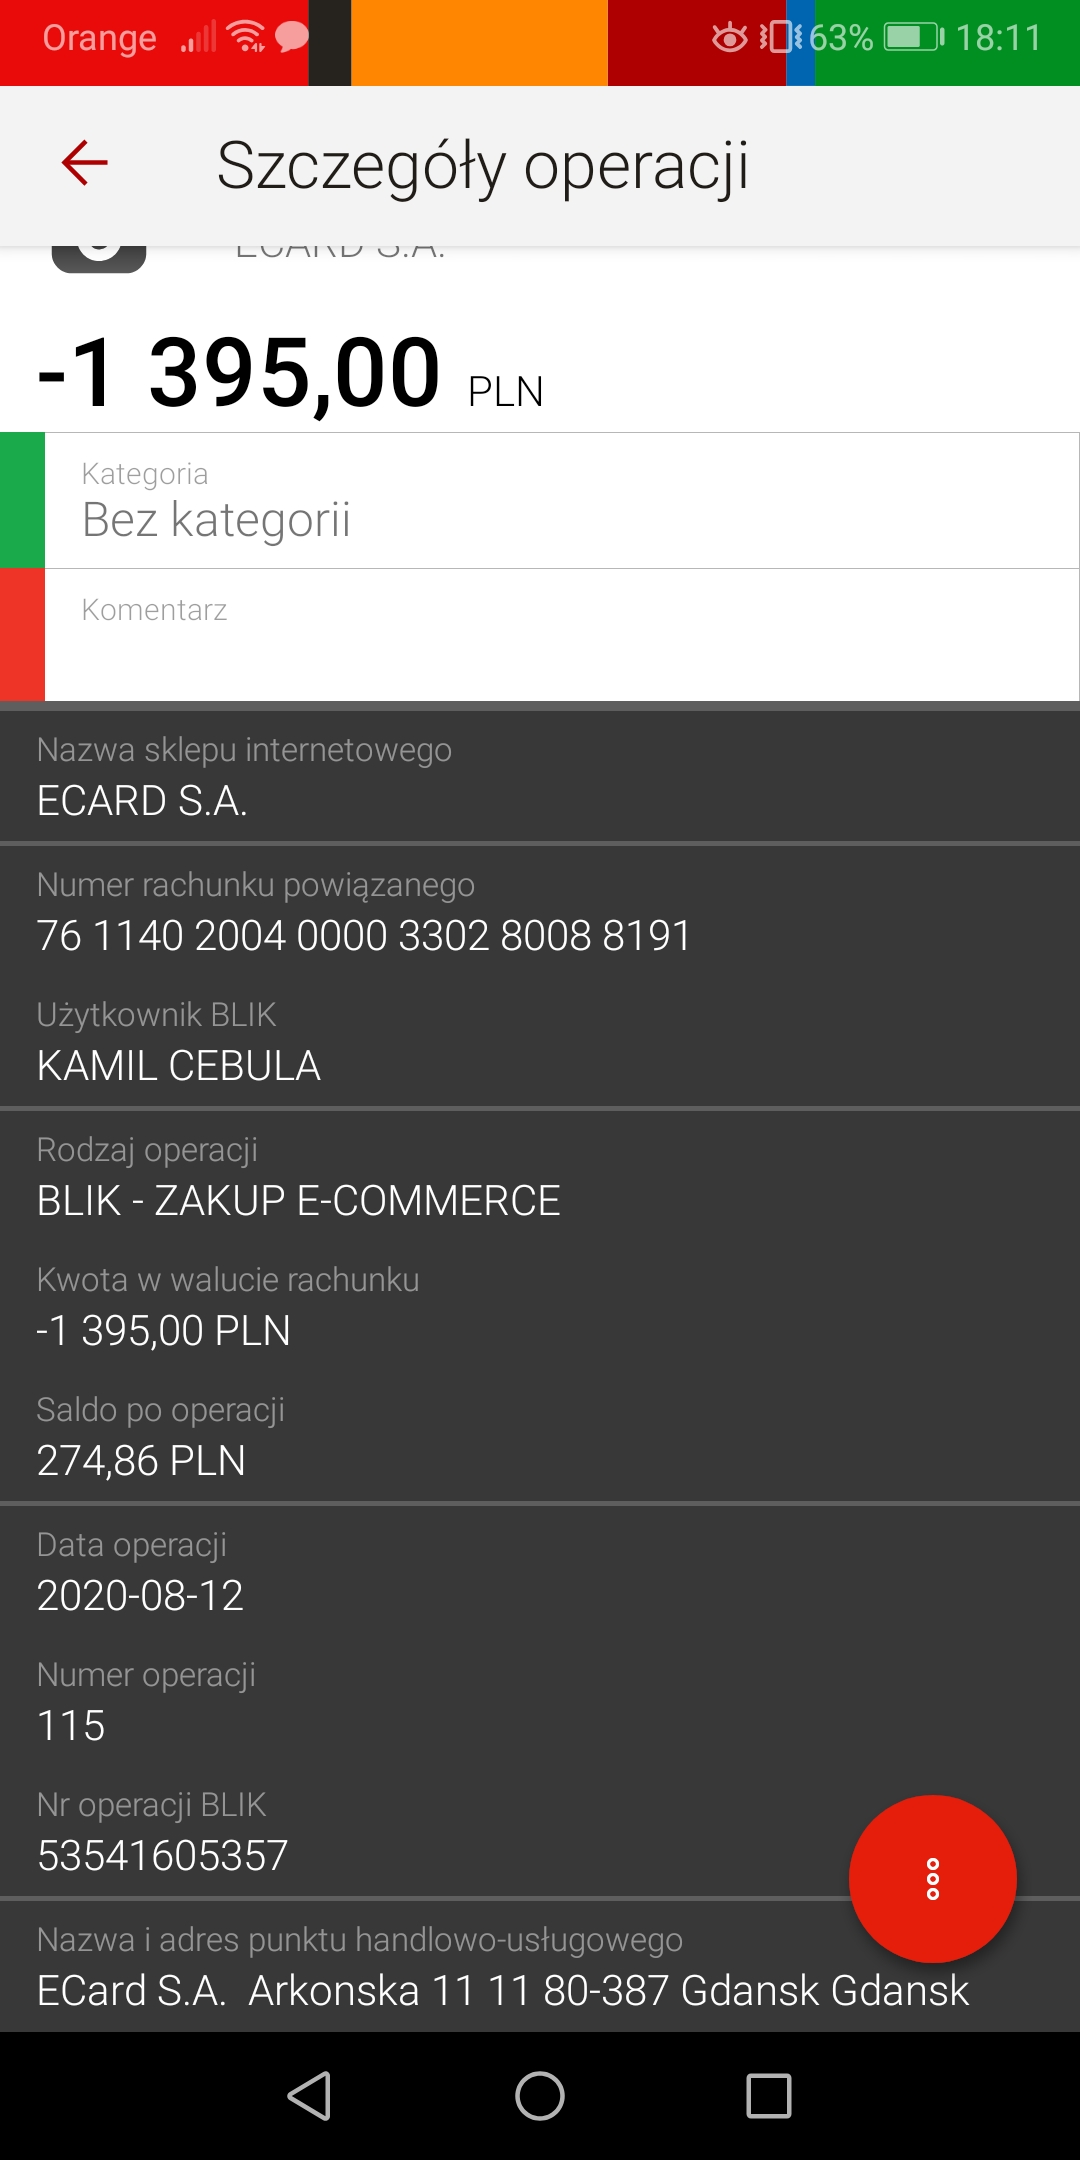 Orange 63% 18:11
Szczegóły operacji
ECARD S.A.
-1 395,00 PLN
Kategoria
Bez kategorii
Komentarz
Nazwa sklepu internetowego
ECARD S.A.
Numer rachunku powiązanego
76 1140 2004 0000 3302 8008 8191
Użytkownik BLIK
KAMIL CEBULA
Rodzaj operacji
BLIK - ZAKUP E-COMMERCE
Kwota w walucie rachunku
-1 395,00 PLN
Saldo po operacji
274,86 PLN
Data operacji
2020-08-12
Numer operacji
115
Nr operacji BLIK
53541605357
Nazwa i adres punktu handlowo-usługowego
ECard S.A. Arkonska 11 11 80-387 Gdansk Gdansk